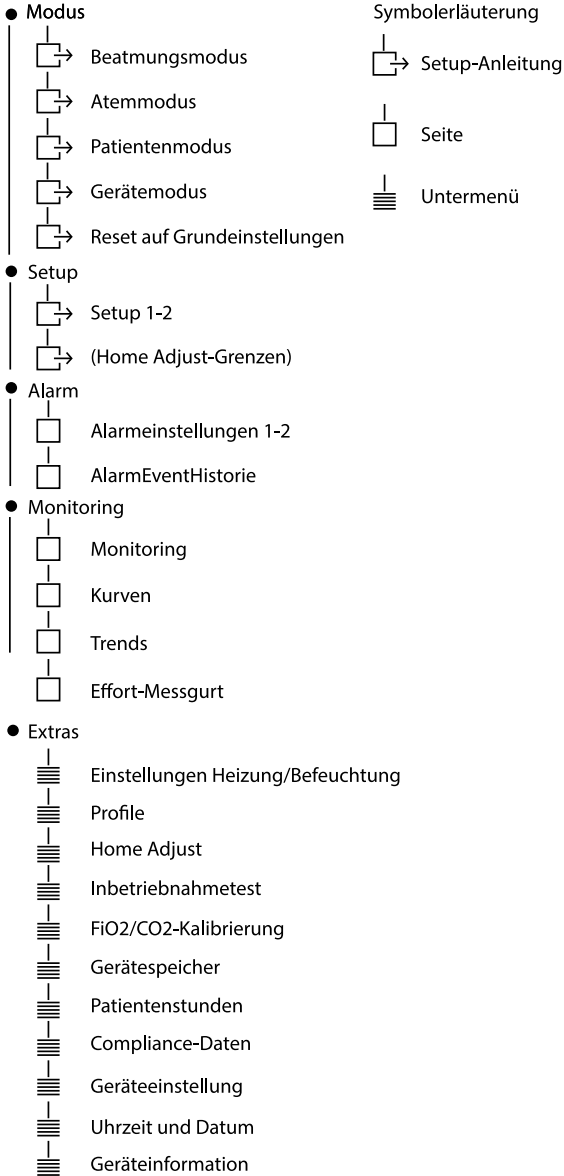 Modus
Beatmungsmodus
Atemmodus
Patientenmodus
Gerätemodus
Reset auf Grundeinstellungen
Setup
Setup 1-2
(Home Adjust-Grenzen)
Alarm
Alarmeinstellungen 1-2
AlarmEventHistorie
Monitoring
Monitoring
Kurven
Trends
Effort-Messgurt
Extras
Einstellungen Heizung/Befeuchtung
Profile
Home Adjust
Inbetriebnahmetest
FiO2/CO2-Kalibrierung
Gerätespeicher
Patientenstunden
Compliance-Daten
Geräteeinstellung
Uhrzeit und Datum
Geräteinformation
Symbolerläuterung
Setup-Anleitung
Seite
Untermenü